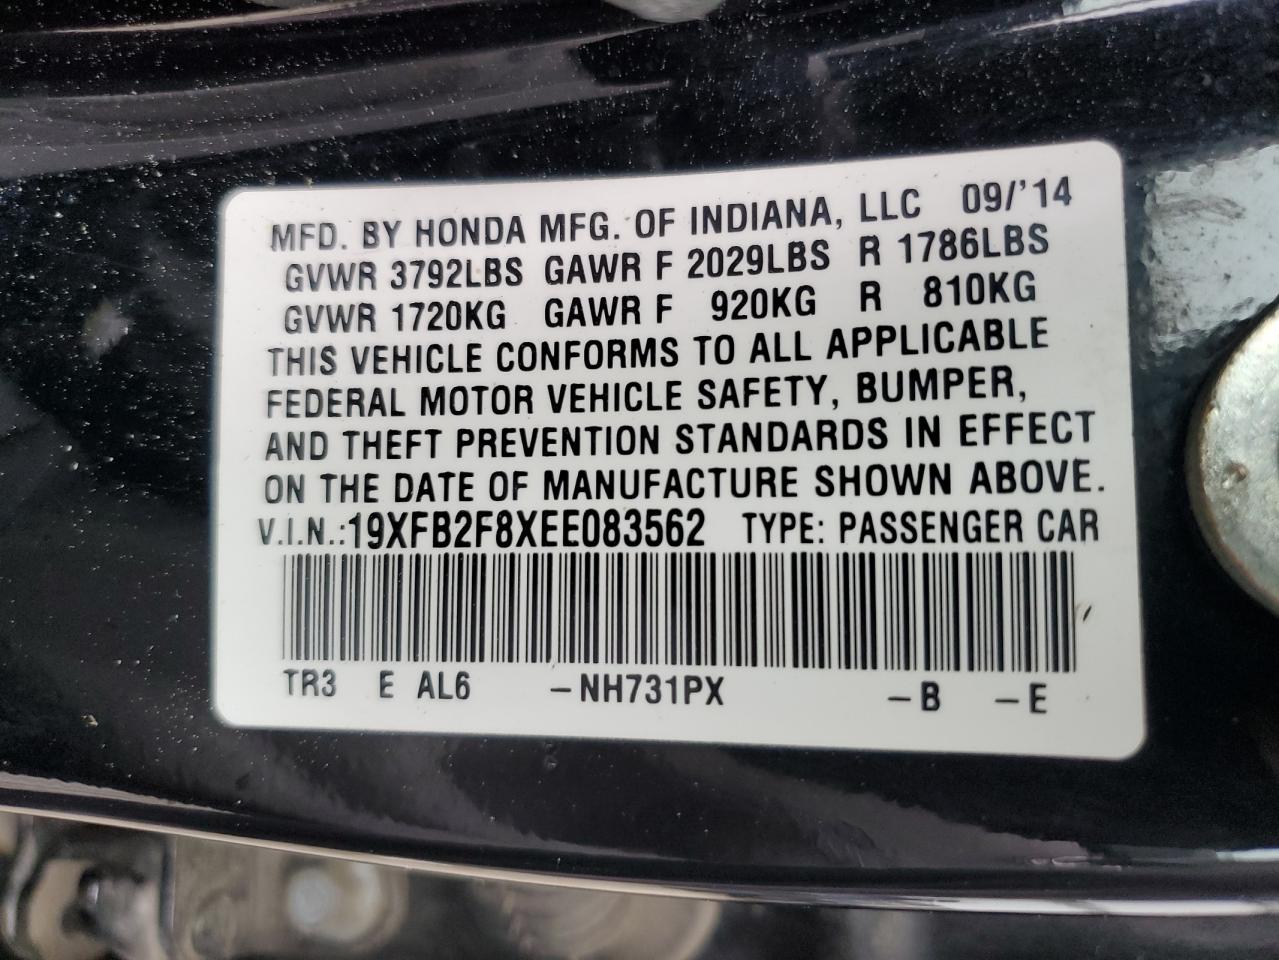 MFD. BY HONDA MFG. OF INDIANA, LLC 09/'14
GVWR 3792LBS GAWR F 2029LBS R 1786LBS
GVWR 1720KG GAWR F 920KG R 810KG
THIS VEHICLE CONFORMS TO ALL APPLICABLE
FEDERAL MOTOR VEHICLE SAFETY, BUMPER,
AND THEFT PREVENTION STANDARDS IN EFFECT
ON THE DATE OF MANUFACTURE SHOWN ABOVE.
V.I.N.:19XFB2F8XEE083562 TYPE: PASSENGER CAR
TR3 E AL6 -NH731PX -B -E